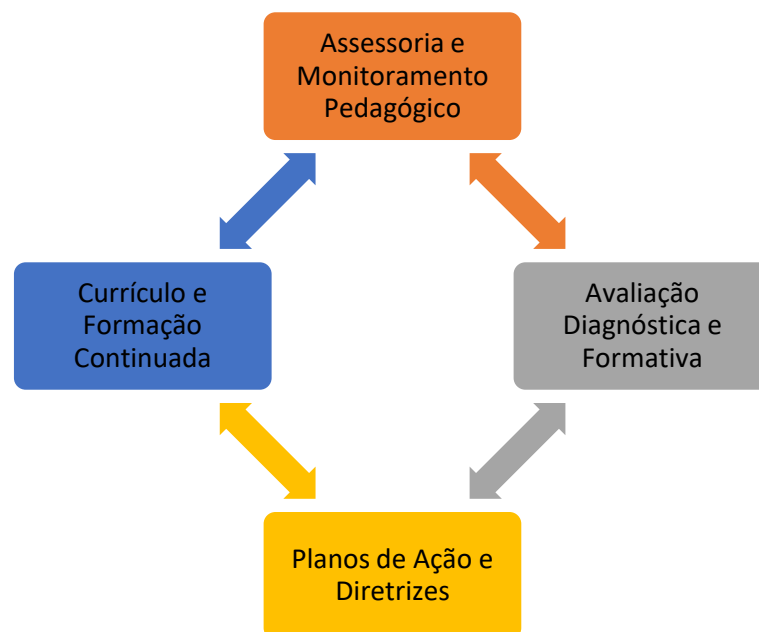 Assessoria e
Monitoramento
Pedagógico
Currículo e
Formação
Continuada
Avaliação
Diagnóstica e
Formativa
Planos de Ação e
Diretrizes